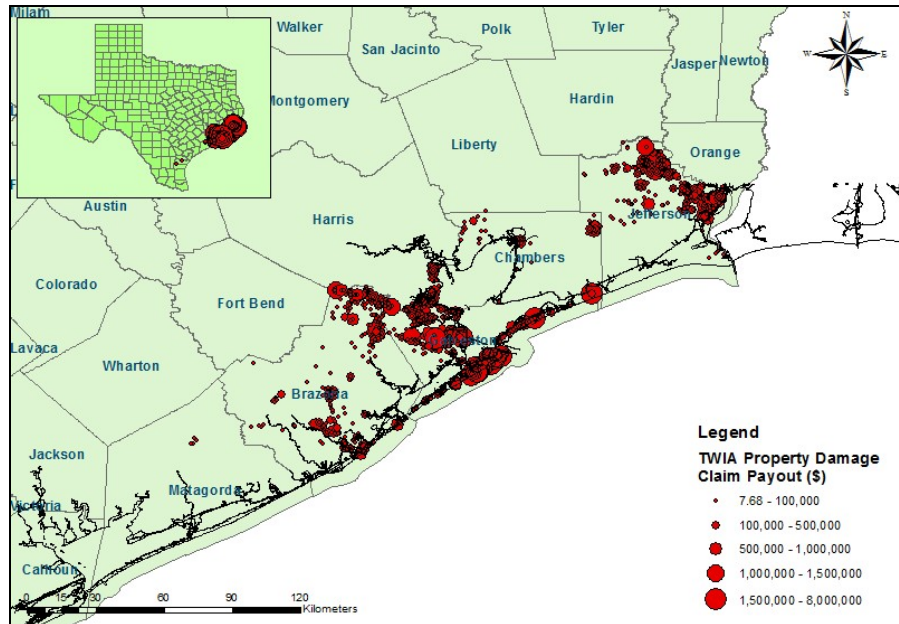 Milam
Walker
Polk
Tyler
San Jacinto
Jasper
Newton
Montgomery
Hardin
Liberty
Orange
Austin
Harris
Jefferson
Chambers
Colorado
Fort Bend
Galveston
Lavaca
Wharton
Brazoria
Jackson
Matagorda
Victoria
Calhoun
N
W E
S
Legend
TWIA Property Damage
Claim Payout ($)
7.68 - 100,000
100,000 - 500,000
500,000 - 1,000,000
1,000,000 - 1,500,000
1,500,000 - 8,000,000
0 15 30 60 90 120
Kilometers